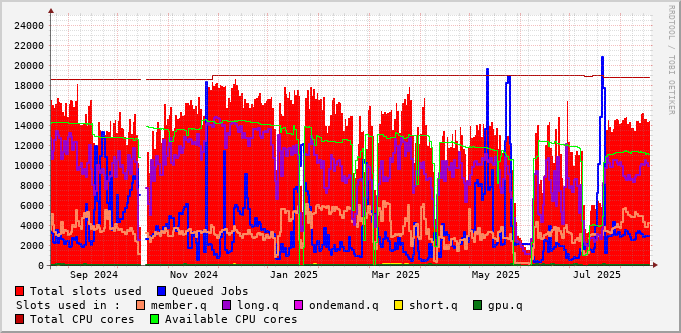 24000
22000
20000
18000
16000
14000
12000
10000
8000
6000
4000
2000
0
Sep 2024 Nov 2024 Jan 2025 Mar 2025 May 2025 Jul 2025
RRDTOOL / TOBI OETIKER
Total slots used Queued Jobs
Slots used in : member.q long.q ondemand.q short.q gpu.q
Total CPU cores Available CPU cores